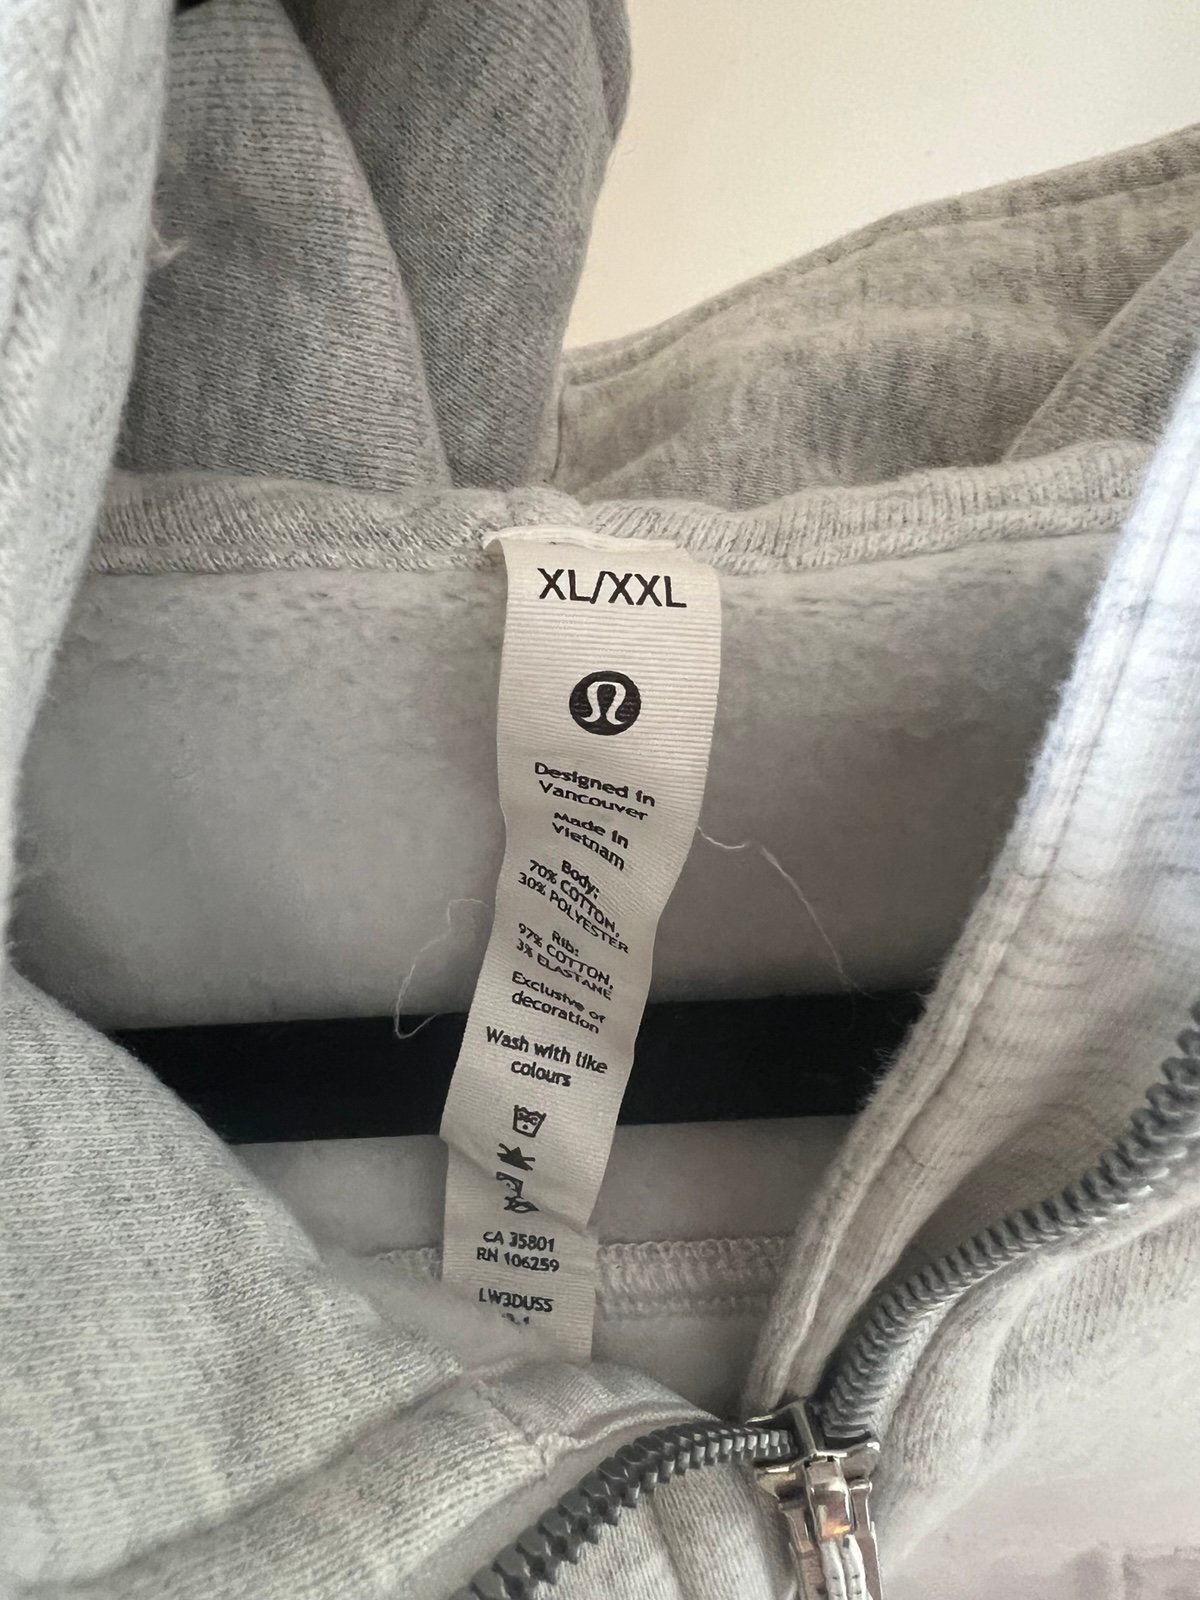 XL/XXL
Designed in
Vancouver
Made in
Vietnam
Body:
70% COTTON,
30% POLYESTER
Rib:
97% COTTON,
3% ELASTANE
Exclusive of
decoration
Wash with like
colours
CA 35801
RN 106259
LW3DUSS